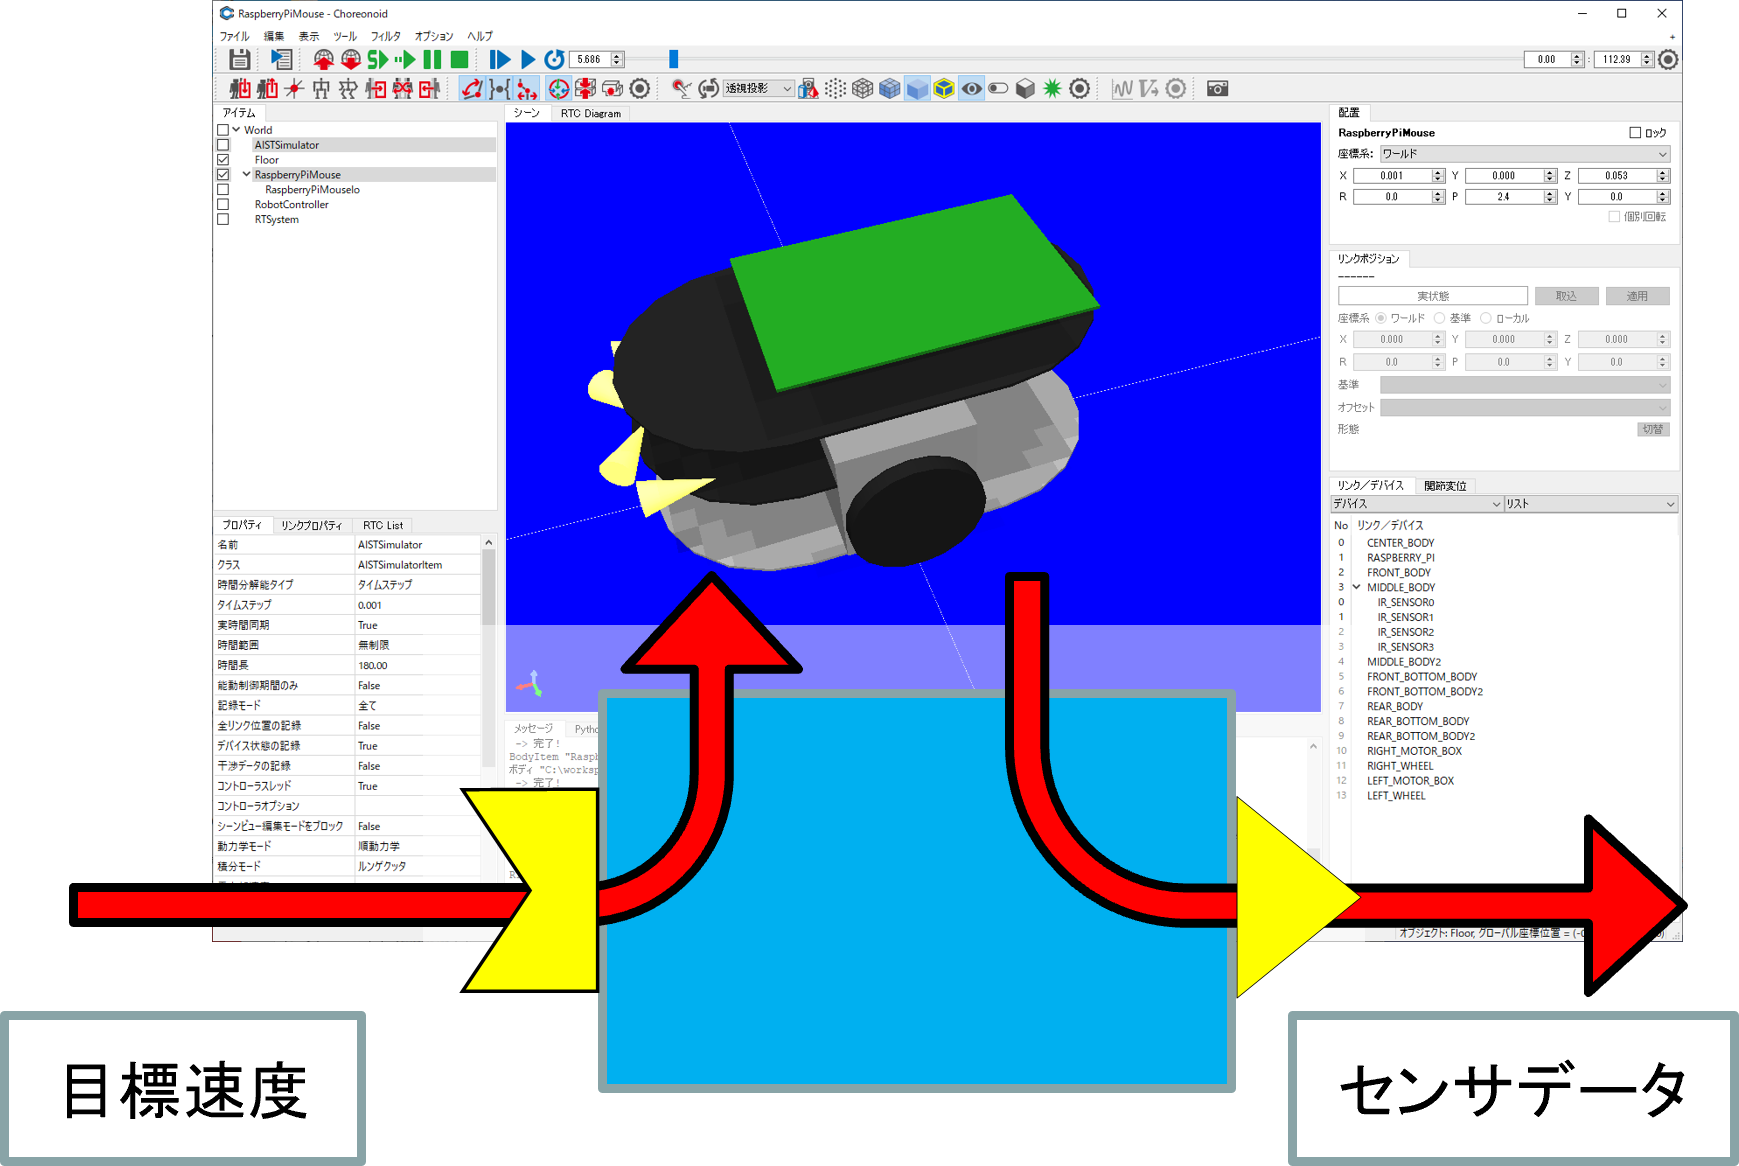 RaspberryPiMouse - Choreonoid
ファイル 編集 表示 ツール フィルタ オプション ヘルプ
5.686
0.00 : 112.39
透視投影
アイテム
World
AISTSimulator
Floor
RaspberryPiMouse
RaspberryPiMouseIo
RobotController
RTSystem
シーン RTC Diagram
プロパティ リンクプロパティ RTC List
名前 AISTSimulator
クラス AISTSimulatorItem
時間分解能タイプ タイムステップ
タイムステップ 0.001
実時間同期 True
時間範囲 無制限
時間長 180.00
能動制御期間のみ False
記録モード 全て
全リンク位置の記録 False
デバイス状態の記録 True
干渉データの記録 False
コントローラスレッド True
コントローラオプション
シーンビュー編集モードをブロック False
動力学モード 順動力学
積分モード ルンゲクッタ
メッセージ Pytho
-> 完了!
BodyItem "Raspb
ボディ "C:\worksp
-> 完了!
配置
RaspberryPiMouse ロック
座標系: ワールド
X 0.001 Y 0.000 Z 0.053
R 0.0 P 2.4 Y 0.0
個別回転
リンクポジション
------
実状態 取込 適用
座標系 ワールド 基準 ローカル
X 0.000 Y 0.000 Z 0.000
R 0.0 P 0.0 Y 0.0
基準
オフセット
形態 切替
リンク／デバイス 関節変位
デバイス リスト
No リンク／デバイス
0 CENTER_BODY
1 RASPBERRY_PI
2 FRONT_BODY
3 MIDDLE_BODY
0 IR_SENSOR0
1 IR_SENSOR1
2 IR_SENSOR2
3 IR_SENSOR3
4 MIDDLE_BODY2
5 FRONT_BOTTOM_BODY
6 FRONT_BOTTOM_BODY2
7 REAR_BODY
8 REAR_BOTTOM_BODY
9 REAR_BOTTOM_BODY2
10 RIGHT_MOTOR_BOX
11 RIGHT_WHEEL
12 LEFT_MOTOR_BOX
13 LEFT_WHEEL
オブジェクト: Floor, グローバル座標位置 = (-0
目標速度
センサデータ